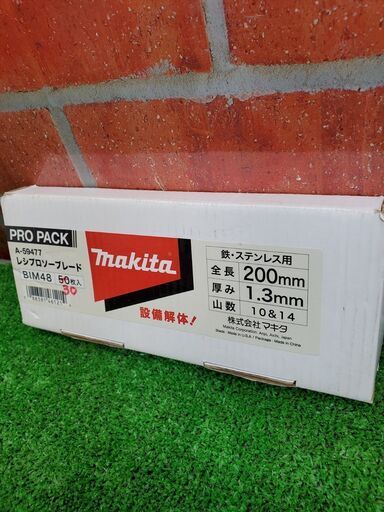 PRO PACK
A-59477
レシプロソーブレード
BIM48 50枚入
30
makita
設備解体!
鉄・ステンレス用
全長 200mm
厚み 1.3mm
山数 10&14
株式会社マキタ
Makita Corporation Anjo, Aichi, Japan
Blade : Made in U.S.A / Package : Made in China